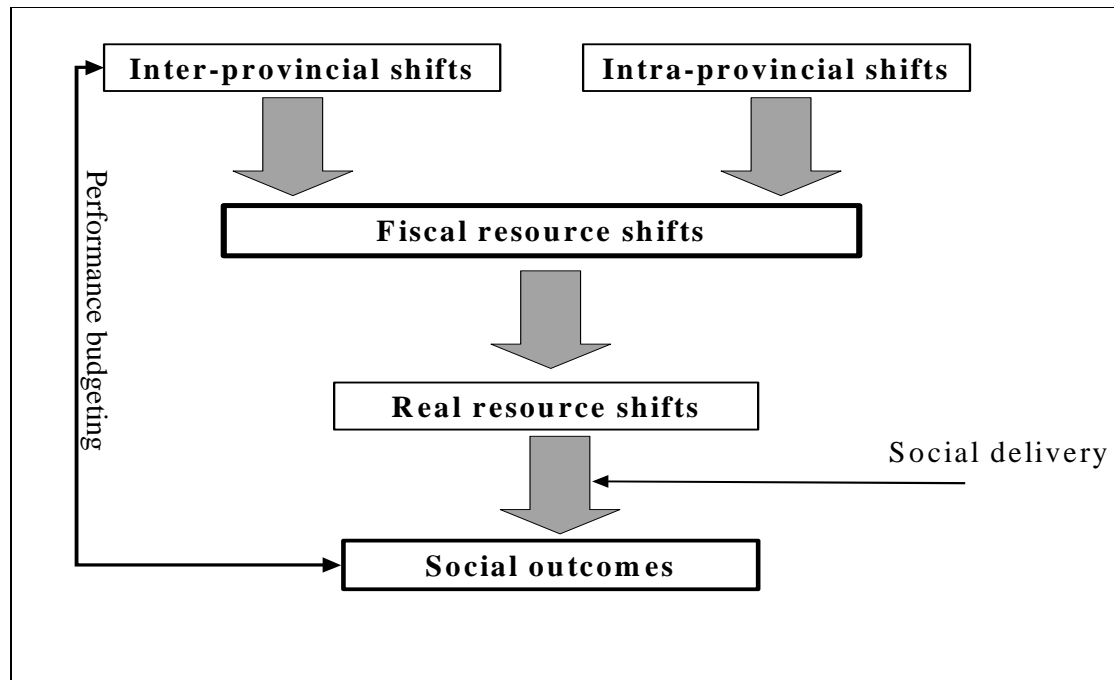 Inter-provincial shifts
Intra-provincial shifts
Performance budgeting
Fiscal resource shifts
Real resource shifts
Social delivery
Social outcomes